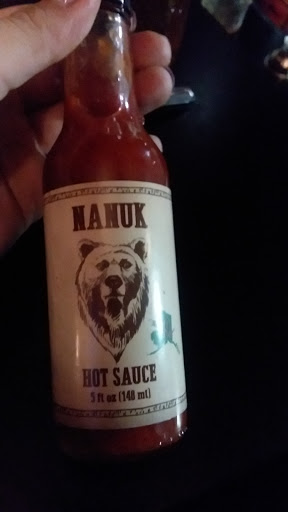 NANUK
HOT SAUCE
5 fl oz (148 ml)